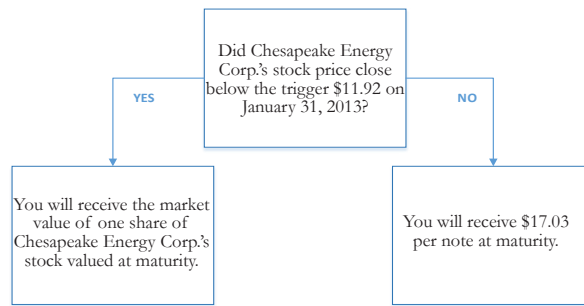 Did Chesapeake Energy
Corp.'s stock price close
below the trigger $11.92 on
January 31, 2013?
YES
NO
You will receive the market
value of one share of
Chesapeake Energy Corp.'s
stock valued at maturity.
You will receive $17.03
per note at maturity.